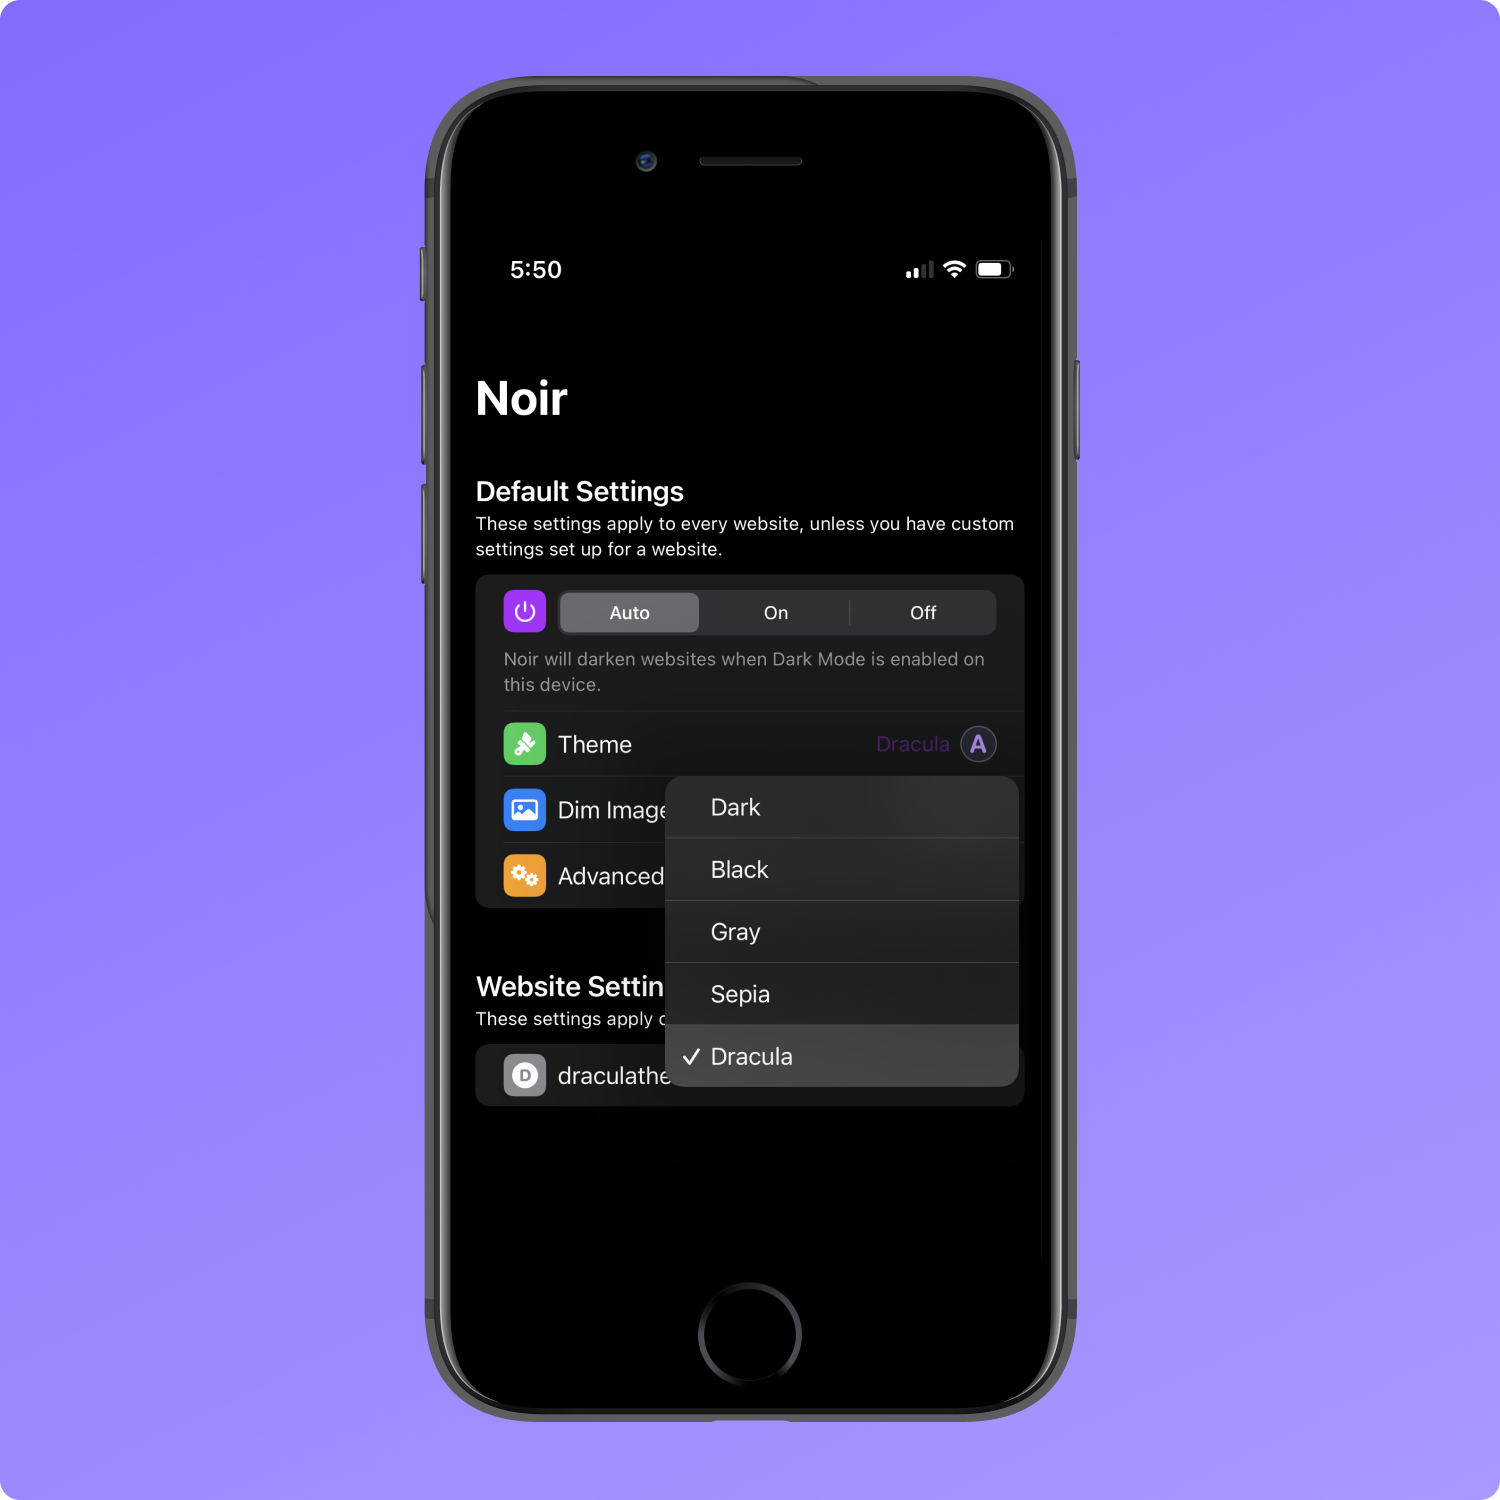 5:50
Noir
Default Settings
These settings apply to every website, unless you have custom
settings set up for a website.
Auto On Off
Noir will darken websites when Dark Mode is enabled on
this device.
Theme Dracula A
Dim Image
Dark
Black
Advanced
Gray
Website Settin
Sepia
These settings apply
Dracula
D draculathe